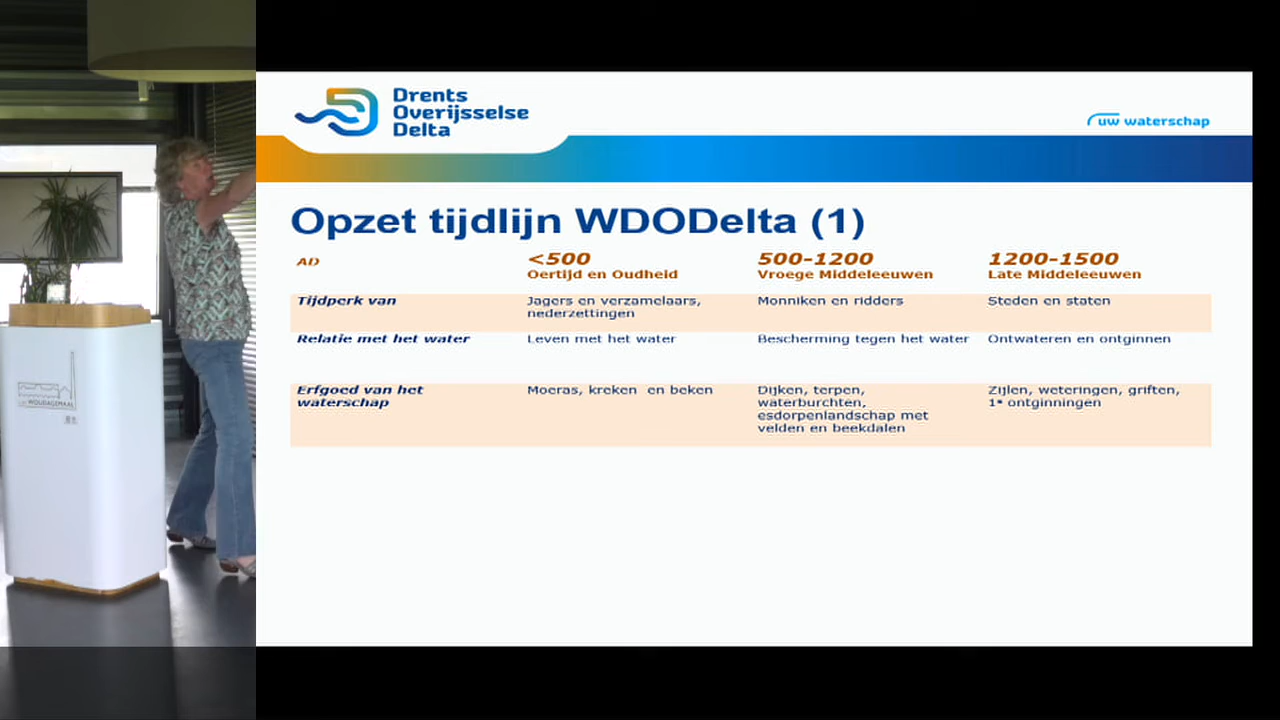 Drents
Overijsselse
Delta
uw waterschap
Opzet tijdlijn WDODelta (1)
AD
<500
Oertijd en Oudheid
500-1200
Vroege Middeleeuwen
1200-1500
Late Middeleeuwen
Tijdperk van
Jagers en verzamelaars,
nederzettingen
Monniken en ridders
Steden en staten
Relatie met het water
Leven met het water
Bescherming tegen het water
Ontwateren en ontginnen
Erfgoed van het
waterschap
Moeras, kreken en beken
Dijken, terpen,
waterburchten,
esdorpenlandschap met
velden en beekdalen
Zijlen, weteringen, griften,
1e ontginningen
WOUDAGEMAAL